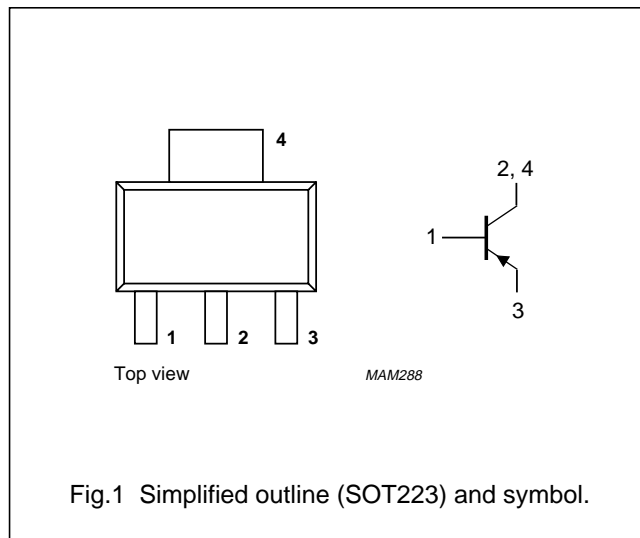 4
2, 4
1
3
1 2 3
Top view MAM288
Fig.1 Simplified outline (SOT223) and symbol.